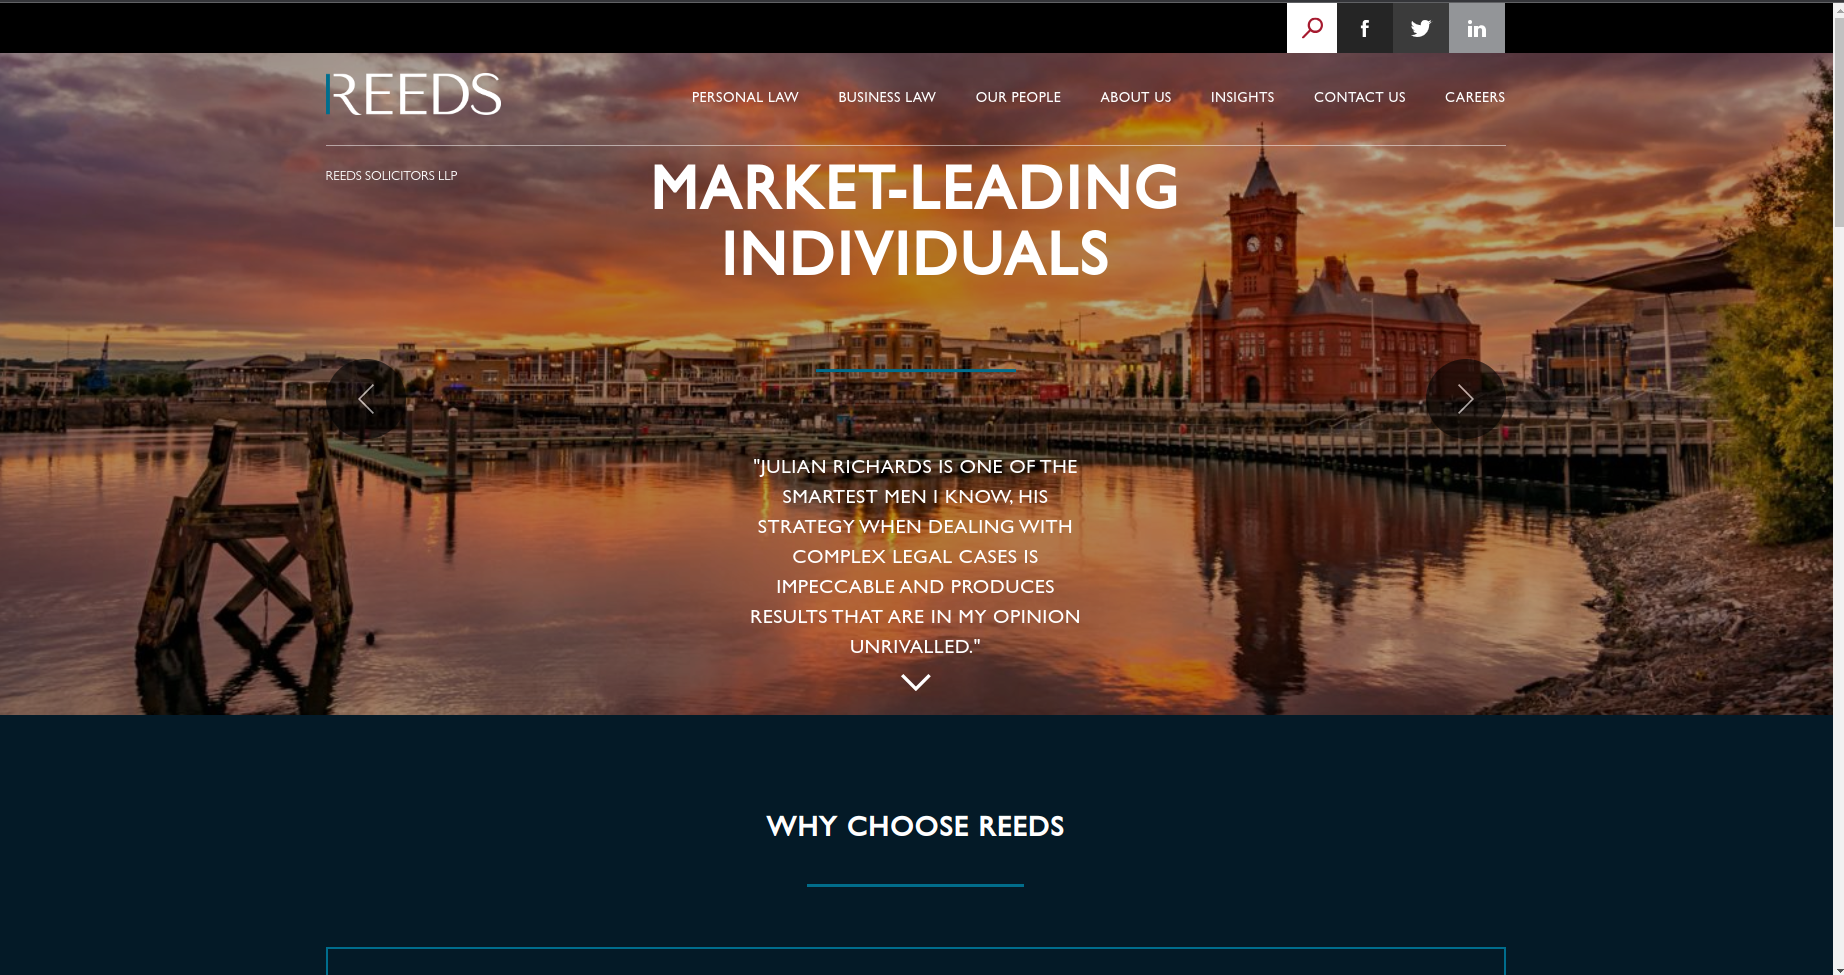 f
in
REEDS
PERSONAL LAW
BUSINESS LAW
OUR PEOPLE
ABOUT US
INSIGHTS
CONTACT US
CAREERS
REEDS SOLICITORS LLP
MARKET-LEADING
INDIVIDUALS
"JULIAN RICHARDS IS ONE OF THE
SMARTEST MEN I KNOW, HIS
STRATEGY WHEN DEALING WITH
COMPLEX LEGAL CASES IS
IMPECCABLE AND PRODUCES
RESULTS THAT ARE IN MY OPINION
UNRIVALLED."
WHY CHOOSE REEDS